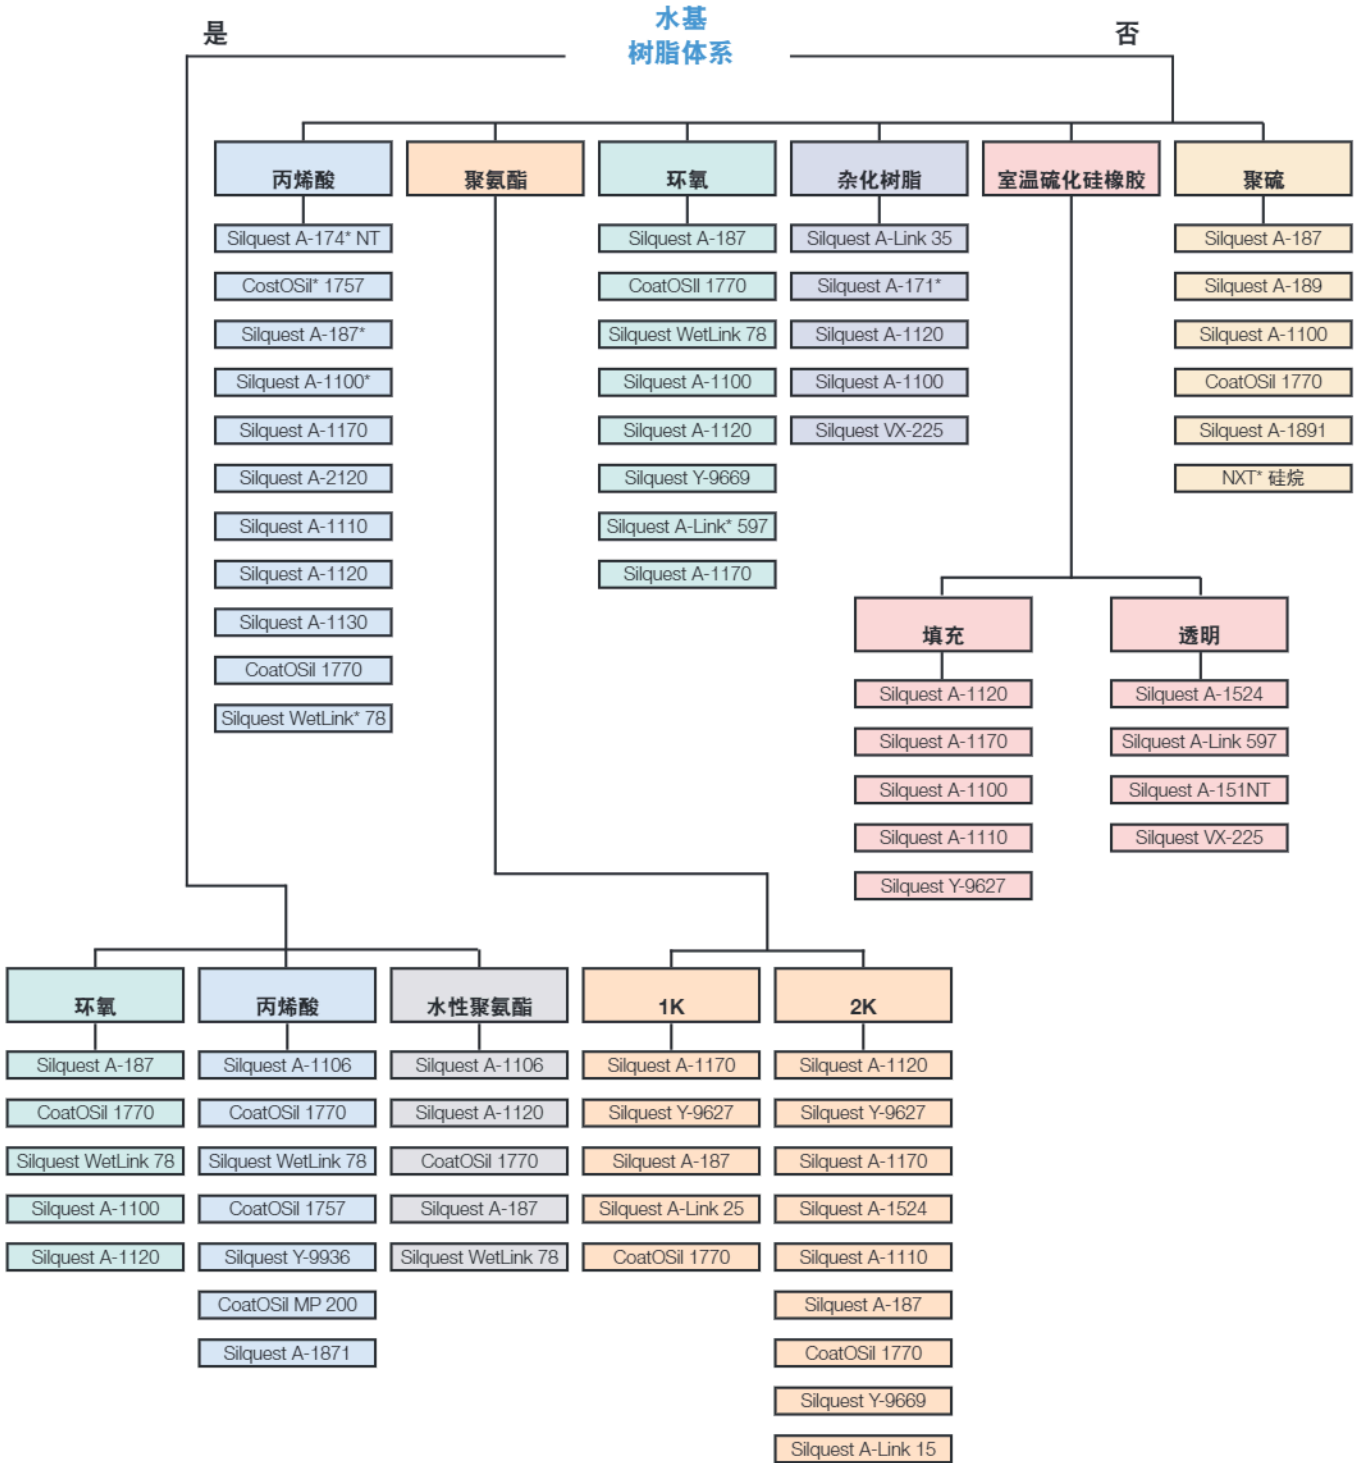 水基
树脂体系
是
否
丙烯酸
Silquest A-174* NT
CostOSil* 1757
Silquest A-187*
Silquest A-1100*
Silquest A-1170
Silquest A-2120
Silquest A-1110
Silquest A-1120
Silquest A-1130
CoatOSil 1770
Silquest WetLink* 78
聚氨酯
环氧
Silquest A-187
CoatOSIl 1770
Silquest WetLink 78
Silquest A-1100
Silquest A-1120
Silquest Y-9669
Silquest A-Link* 597
Silquest A-1170
杂化树脂
Silquest A-Link 35
Silquest A-171*
Silquest A-1120
Silquest A-1100
Silquest VX-225
室温硫化硅橡胶
聚硫
Silquest A-187
Silquest A-189
Silquest A-1100
CoatOSil 1770
Silquest A-1891
NXT* 硅烷
填充
Silquest A-1120
Silquest A-1170
Silquest A-1100
Silquest A-1110
Silquest Y-9627
透明
Silquest A-1524
Silquest A-Link 597
Silquest A-151NT
Silquest VX-225
环氧
Silquest A-187
CoatOSil 1770
Silquest WetLink 78
Silquest A-1100
Silquest A-1120
丙烯酸
Silquest A-1106
CoatOSil 1770
Silquest WetLink 78
CoatOSil 1757
Silquest Y-9936
CoatOSil MP 200
Silquest A-1871
水性聚氨酯
Silquest A-1106
Silquest A-1120
CoatOSil 1770
Silquest A-187
Silquest WetLink 78
1K
Silquest A-1170
Silquest Y-9627
Silquest A-187
Silquest A-Link 25
CoatOSil 1770
2K
Silquest A-1120
Silquest Y-9627
Silquest A-1170
Silquest A-1524
Silquest A-1110
Silquest A-187
CoatOSil 1770
Silquest Y-9669
Silquest A-Link 15